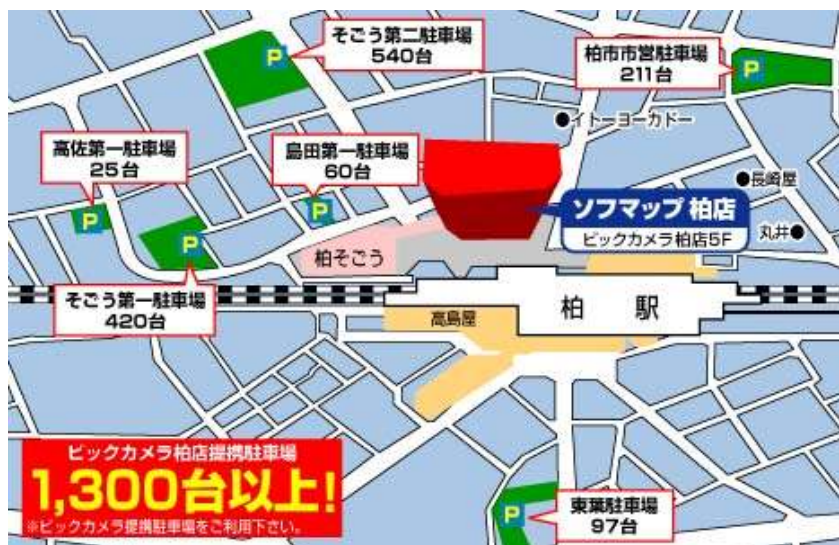 そごう第二駐車場
540台
柏市市営駐車場
211台
P
P
●イトーヨーカドー
高佐第一駐車場
25台
島田第一駐車場
60台
P
P
●長崎屋
ソフマップ 柏店
ビックカメラ柏店5F
丸井●
P
柏そごう
そごう第一駐車場
420台
高島屋
柏 駅
ビックカメラ柏店提携駐車場
1,300台以上!
※ビックカメラ提携駐車場をご利用下さい。
P
東葉駐車場
97台